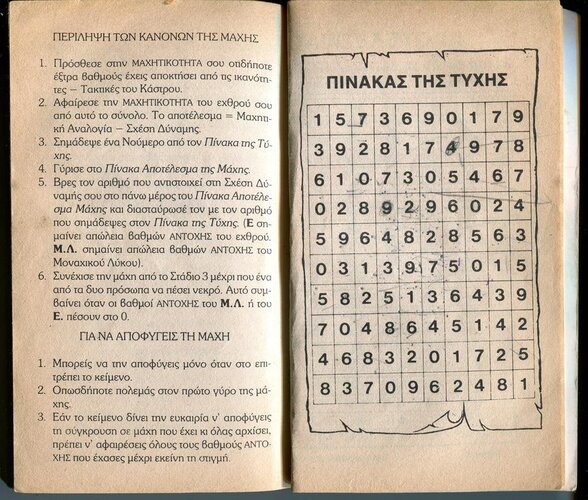 ΠΕΡΙΛΗΨΗ ΤΩΝ ΚΑΝΟΝΩΝ ΤΗΣ ΜΑΧΗΣ
1. Πρόσθεσε στην ΜΑΧΗΤΙΚΟΤΗΤΑ σου οτιδήποτε
έξτρα βαθμούς έχεις αποκτήσει από τις ικανότη-
τες – Τακτικές του Κάστρου.
2. Αφαίρεσε την ΜΑΧΗΤΙΚΟΤΗΤΑ του εχθρού σου
από αυτό το σύνολο. Το αποτέλεσμα = Μαχητι-
κή Αναλογία – Σχέση Δύναμης.
3. Σημάδεψε ένα Νούμερο από τον Πίνακα της Τύ-
χης.
4. Γύρισε στο Πίνακα Αποτέλεσμα της Μάχης.
5. Βρες τον αριθμό που αντιστοιχεί στη Σχέση Δύ-
ναμής σου στο πάνω μέρος του Πίνακα Αποτέλε-
σμα Μάχης και διασταύρωσέ τον με τον αριθμό
που σημάδεψες στον Πίνακα της Τύχης. (Ε ση-
μαίνει απώλεια βαθμών ΑΝΤΟΧΗΣ του εχθρού.
Μ.Λ. σημαίνει απώλεια βαθμών ΑΝΤΟΧΗΣ του
Μοναχικού Λύκου).
6. Συνέχισε την μάχη από το Στάδιο 3 μέχρι που ένα
από τα δυο πρόσωπα να πέσει νεκρό. Αυτό συμ-
βαίνει όταν οι βαθμοί ΑΝΤΟΧΗΣ του Μ.Λ. ή του
Ε. πέσουν στο 0.
ΓΙΑ ΝΑ ΑΠΟΦΥΓΕΙΣ ΤΗ ΜΑΧΗ
1. Μπορείς να την αποφύγεις μόνο όταν στο επι-
τρέπει το κείμενο.
2. Οπωσδήποτε πολεμάς στον πρώτο γύρο της μά-
χης.
3. Εάν το κείμενο δίνει την ευκαιρία ν' αποφύγεις
τη σύγκρουση σε μάχη που έχει κι όλας αρχίσει,
πρέπει ν' αφαιρέσεις όλους τους βαθμούς ΑΝΤΟ-
ΧΗΣ που έχασες μέχρι εκείνη τη στιγμή.
ΠΙΝΑΚΑΣ ΤΗΣ ΤΥΧΗΣ
1 5 7 3 6 9 0 1 7 9
3 9 2 8 1 7 4 9 7 8
6 1 0 7 3 0 5 4 6 7
0 2 8 9 2 9 6 0 2 4
5 9 6 4 8 2 8 5 6 3
0 3 1 3 9 7 5 0 1 5
5 8 2 5 1 3 6 4 3 9
7 0 4 8 6 4 5 1 4 2
4 6 8 3 2 0 1 7 2 5
8 3 7 0 9 6 2 4 8 1